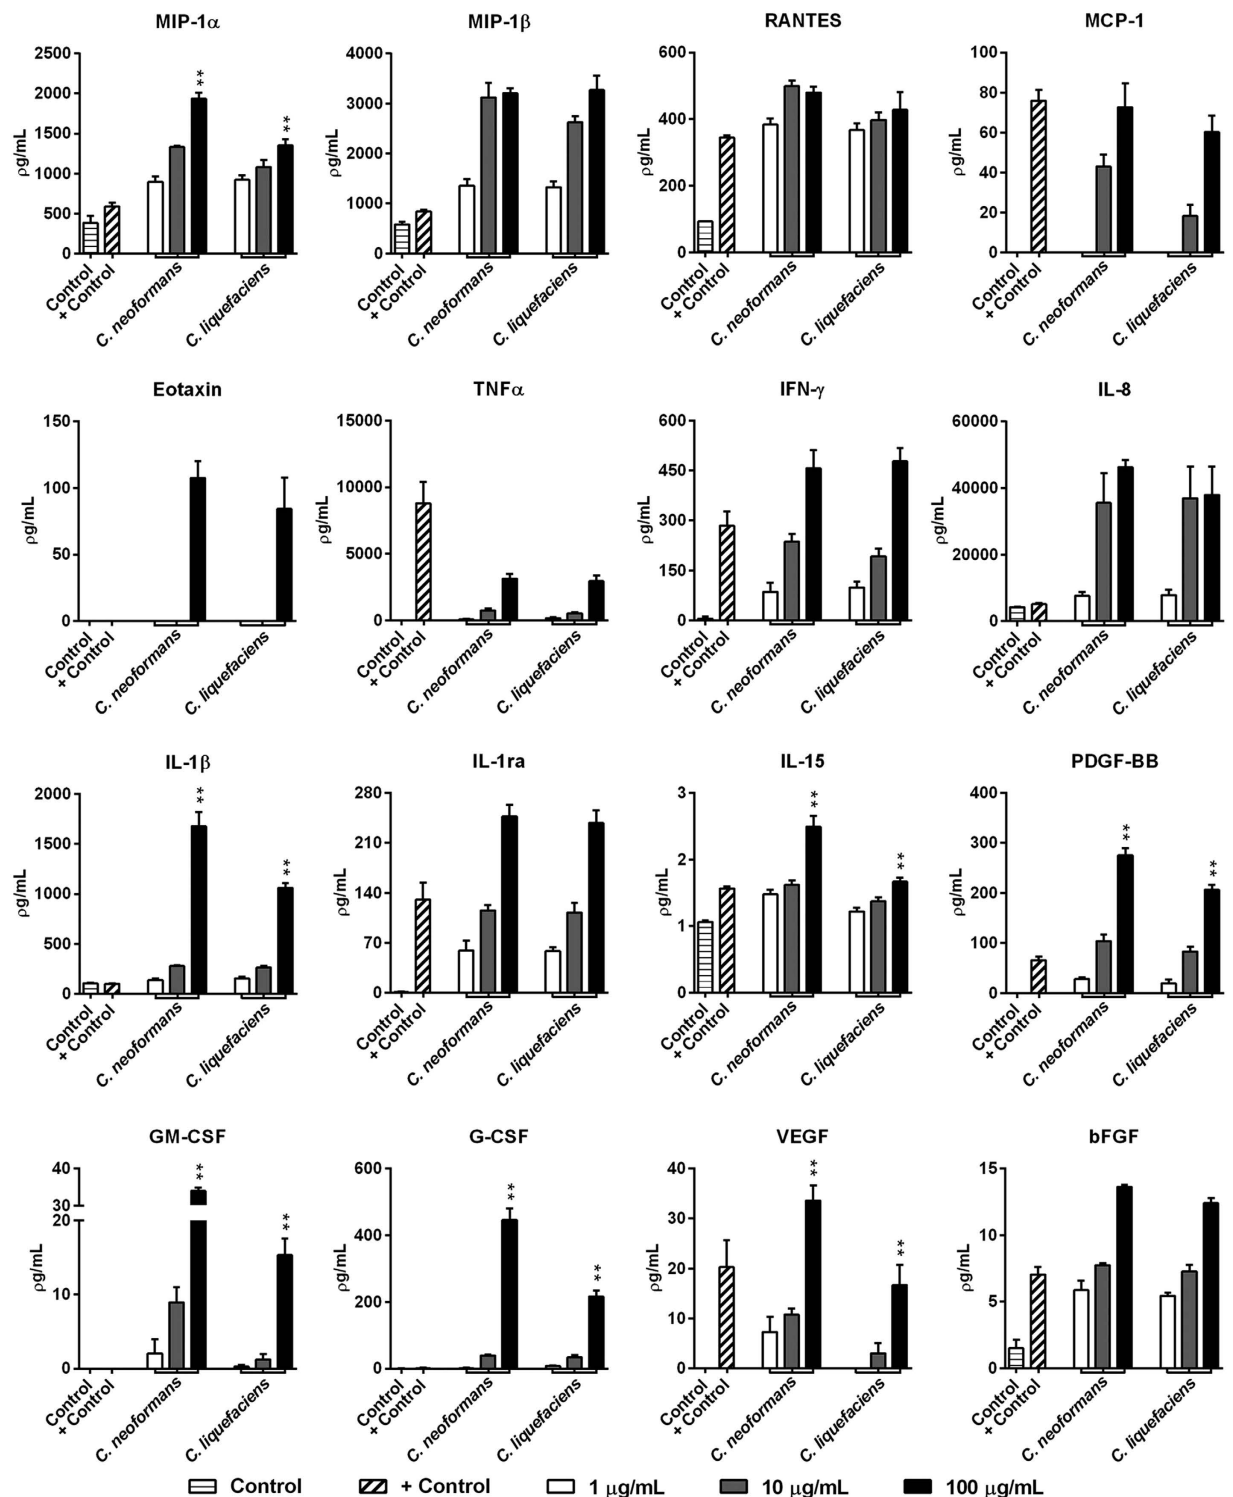 MIP-1α MIP-1β RANTES MCP-1
2500 4000 600 100
2000 3000 400 80
1500 2000 200 60
1000 1000 0 40
500 0 20
0 0
ρg/mL ρg/mL ρg/mL ρg/mL
** **
Control Control Control Control
+ Control + Control + Control + Control
C. neoformans C. neoformans C. neoformans C. neoformans
C. liquefaciens C. liquefaciens C. liquefaciens C. liquefaciens
Eotaxin TNFα IFN-γ IL-8
150 15000 600 60000
100 10000 450 40000
50 5000 300 20000
0 0 150 0
0
ρg/mL ρg/mL ρg/mL ρg/mL
Control Control Control Control
+ Control + Control + Control + Control
C. neoformans C. neoformans C. neoformans C. neoformans
C. liquefaciens C. liquefaciens C. liquefaciens C. liquefaciens
IL-1β IL-1ra IL-15 PDGF-BB
2000 280 3 400
1500 210 2 300
1000 140 1 200
500 70 0 100
0 0 0
ρg/mL ρg/mL ρg/mL ρg/mL
** ** ** ** ** **
Control Control Control Control
+ Control + Control + Control + Control
C. neoformans C. neoformans C. neoformans C. neoformans
C. liquefaciens C. liquefaciens C. liquefaciens C. liquefaciens
GM-CSF G-CSF VEGF bFGF
40 600 40 15
30 400 30 10
20 200 20 5
10 0 10 0
0 0
ρg/mL ρg/mL ρg/mL ρg/mL
** ** ** ** ** **
Control Control Control Control
+ Control + Control + Control + Control
C. neoformans C. neoformans C. neoformans C. neoformans
C. liquefaciens C. liquefaciens C. liquefaciens C. liquefaciens
Control + Control 1 μg/mL 10 μg/mL 100 μg/mL